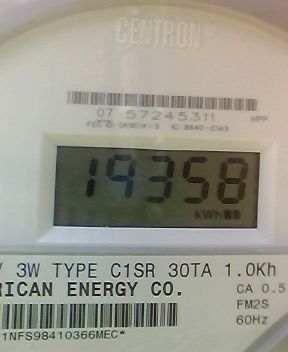 CENTRON®
07 57245311 HPP
19358
kWh
3W TYPE C1SR 30TA 1.0Kh
RICAN ENERGY CO. CA 0.5
FM2S
60Hz
1NFS98410366MEC*